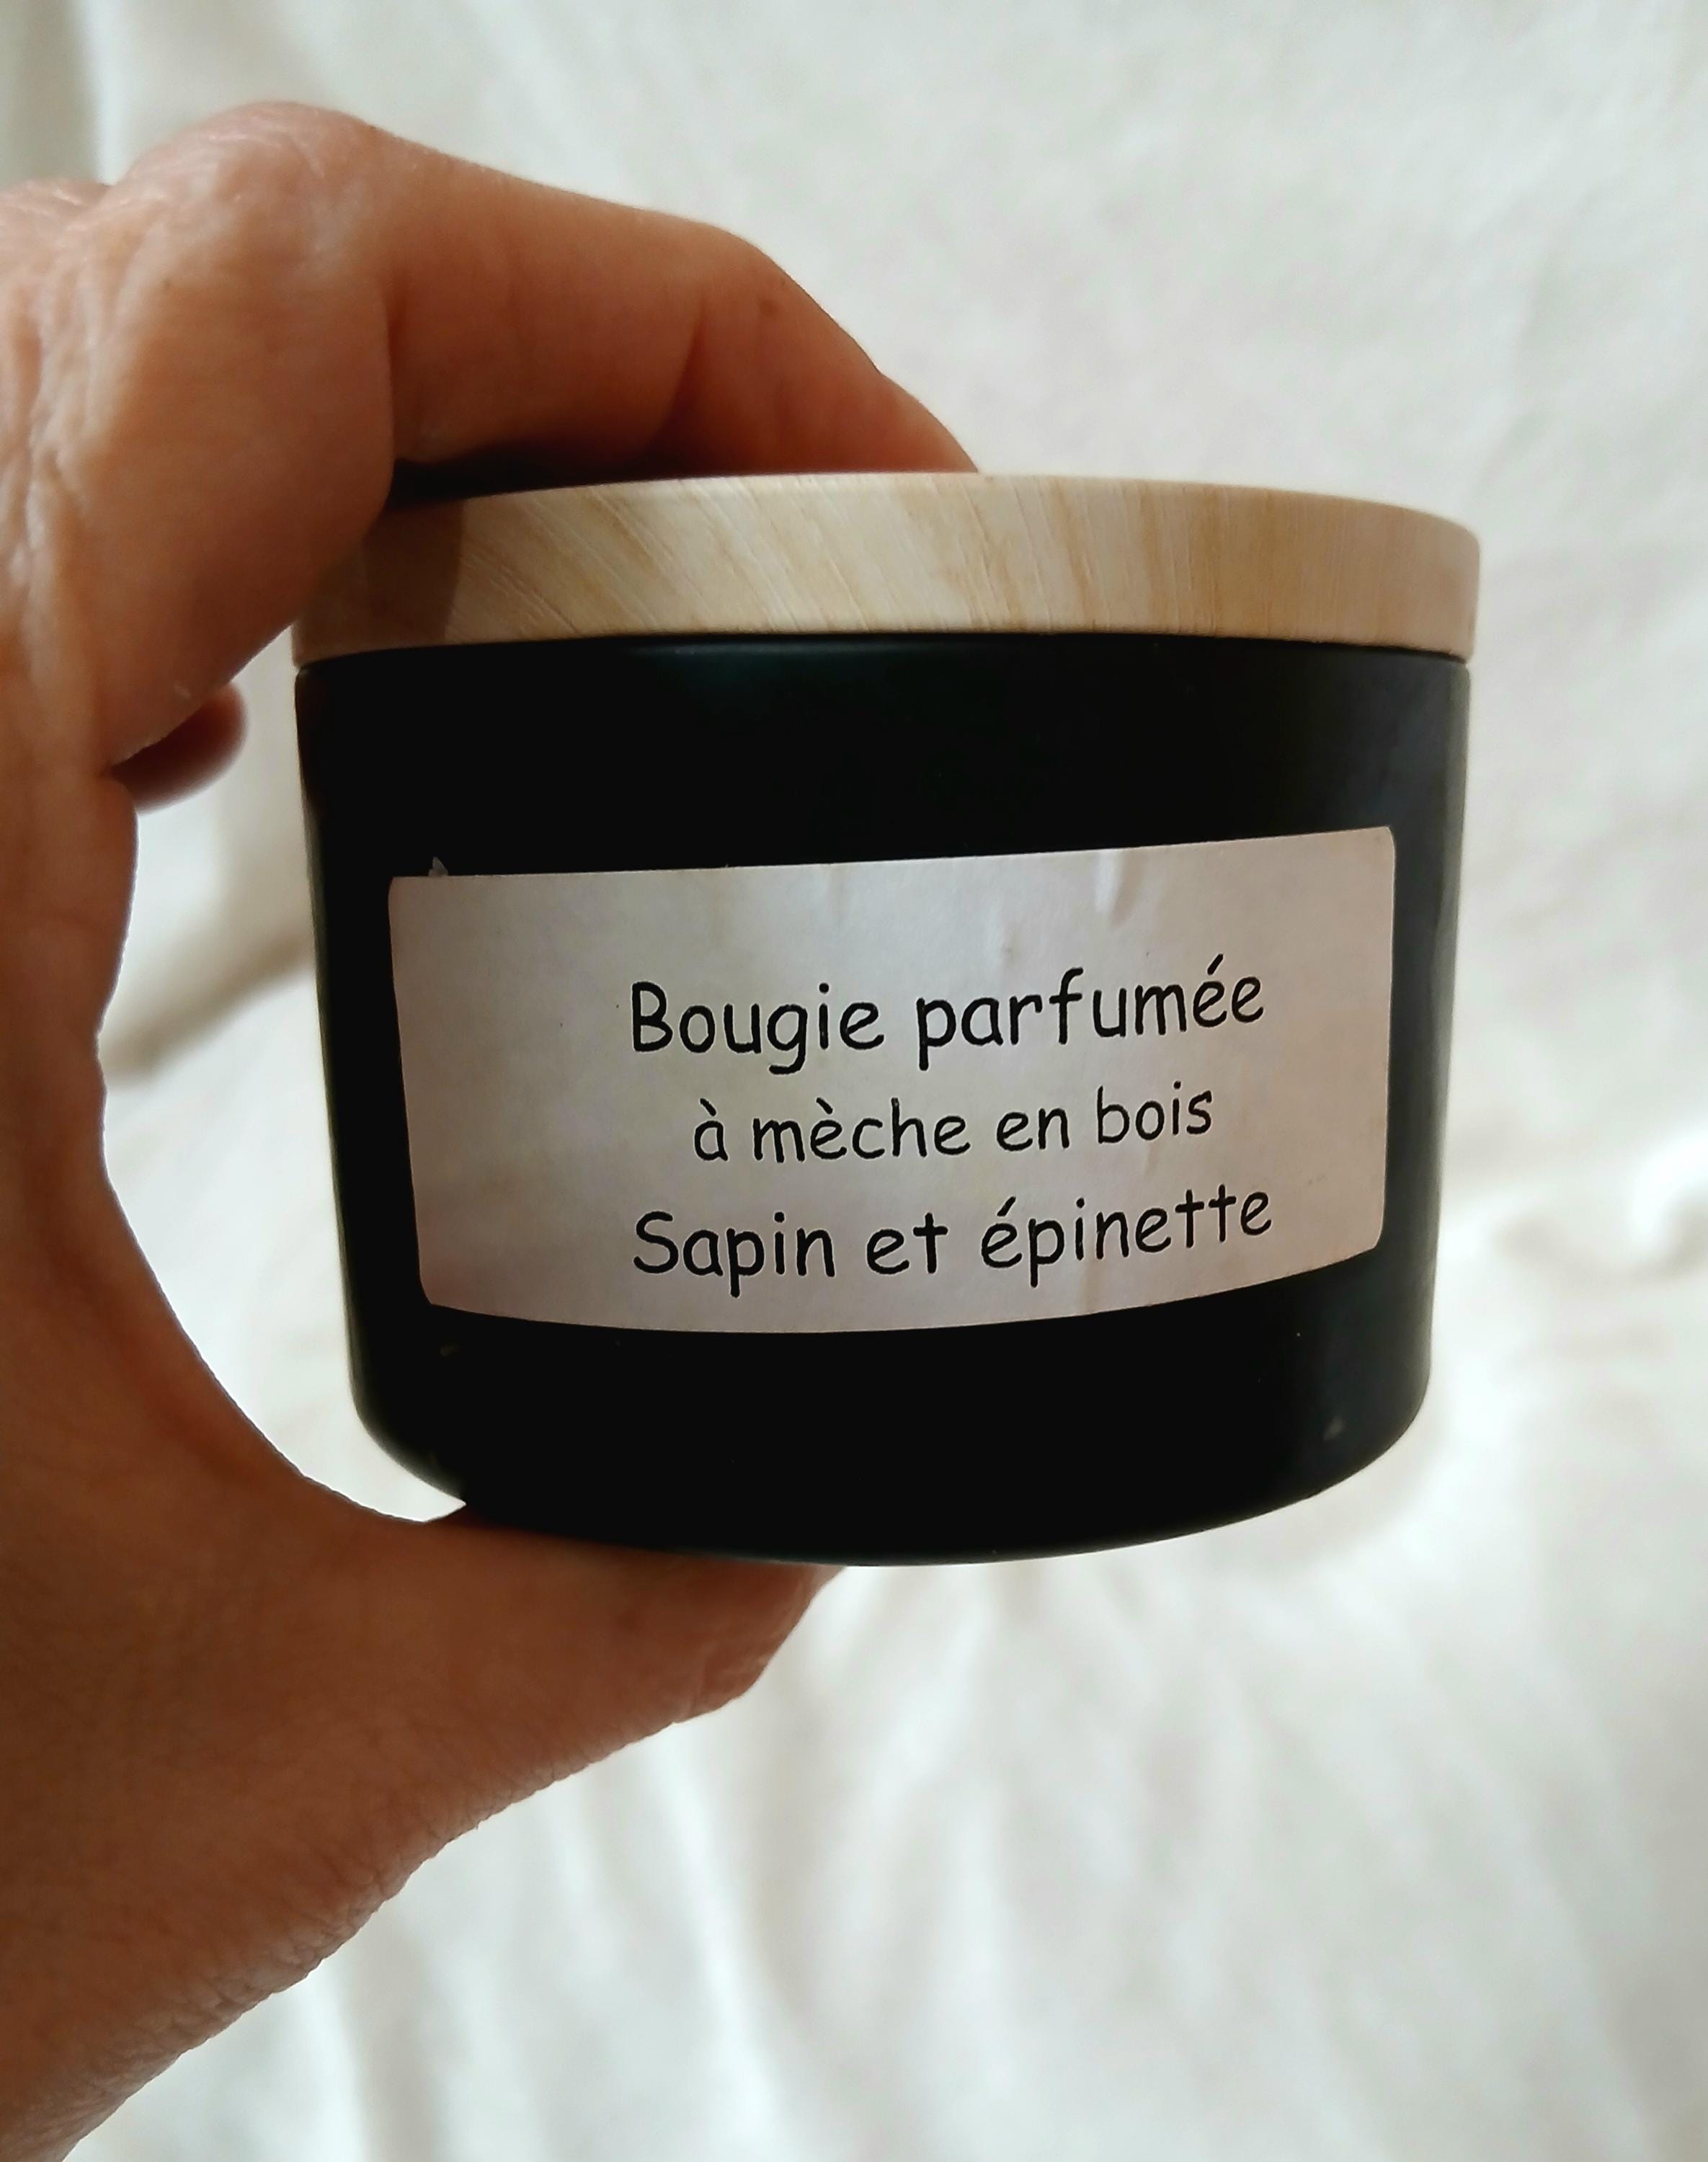 Bougie parfumée
à mèche en bois
Sapin et épinette